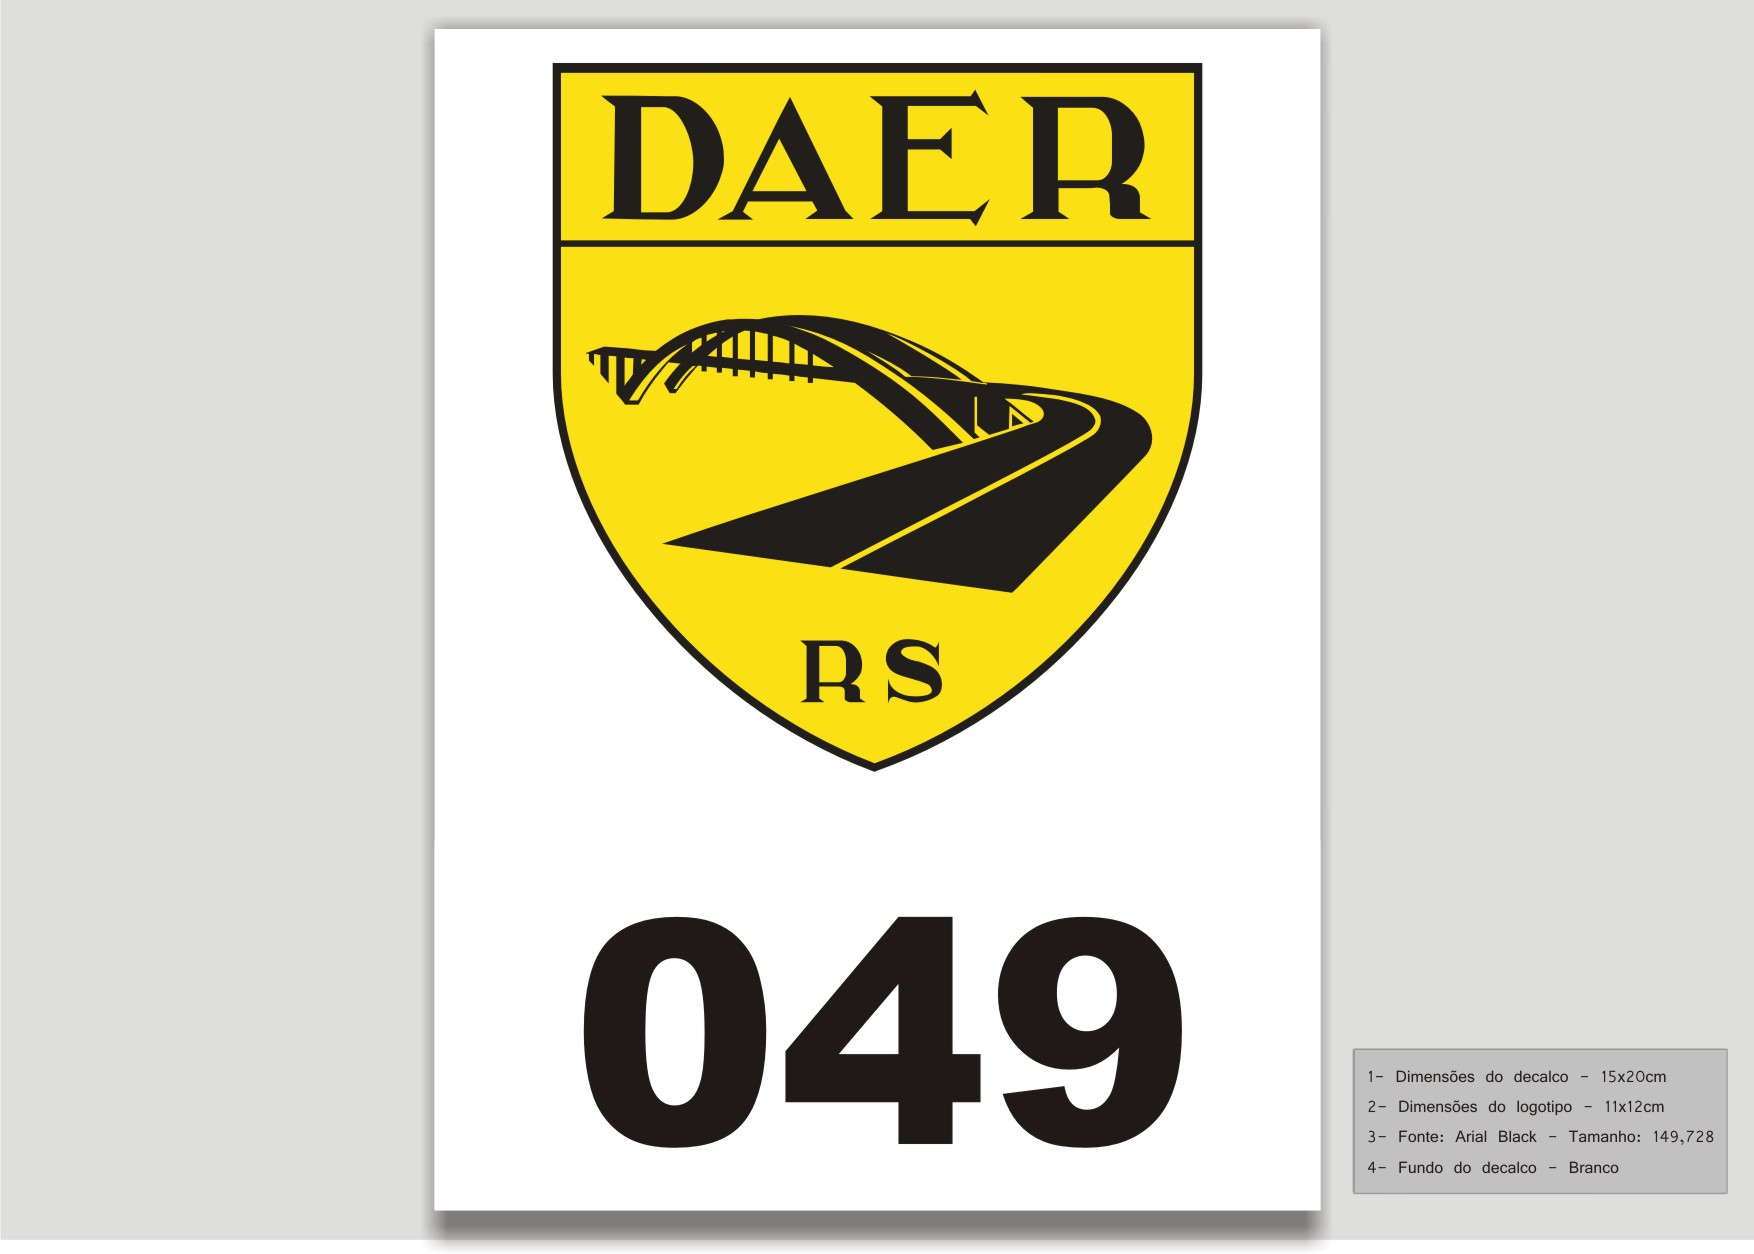 DAER
RS
049
1- Dimensões do decalco - 15x20cm
2- Dimensões do logotipo - 11x12cm
3- Fonte: Arial Black - Tamanho: 149,728
4- Fundo do decalco - Branco